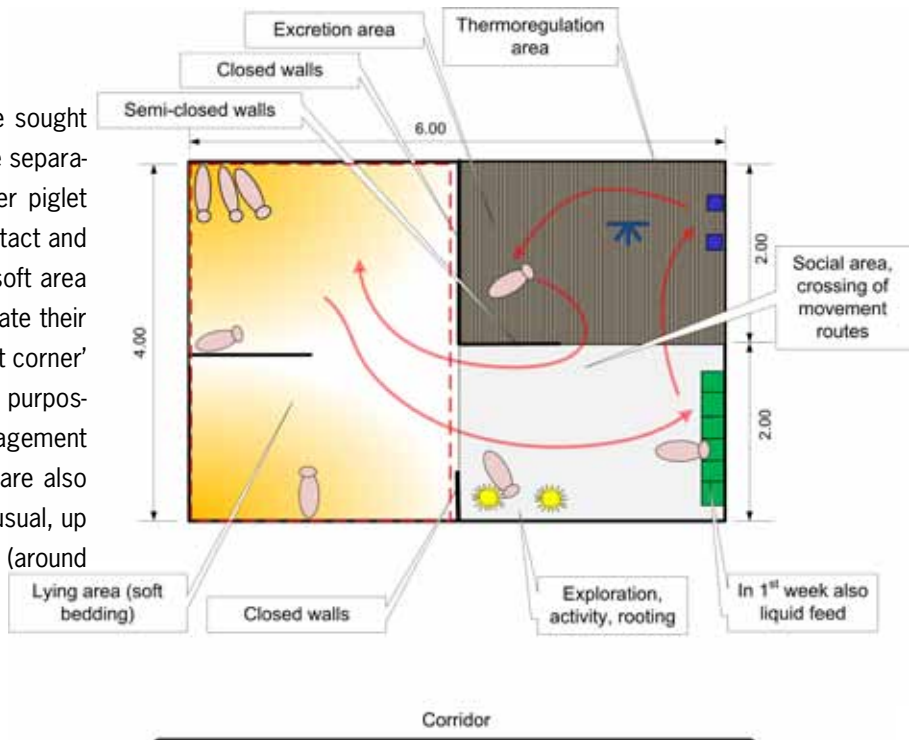 e sought
e separa-
er piglet
tact and
soft area
ate their
t corner'
purpos-
agement
are also
usual, up
(around
Excretion area
Thermoregulation
area
Closed walls
Semi-closed walls
6.00
4.00
2.00
2.00
Social area,
crossing of
movement
routes
Lying area (soft
bedding)
Closed walls
Exploration,
activity, rooting
In 1st week also
liquid feed
Corridor